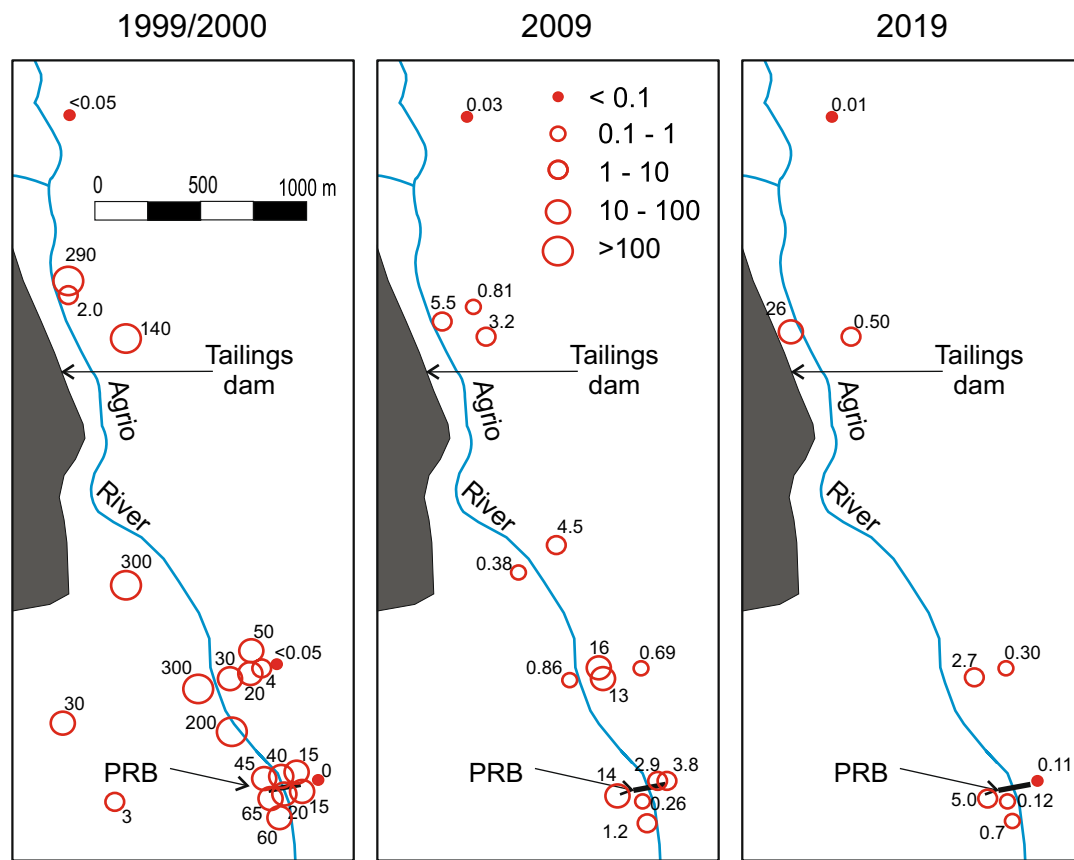 1999/2000
2009
2019
<0.05
0 500 1000 m
290
2.0
140
Tailings
dam
Agrio
River
300
50
<0.05
30
4
20
300
30
200
15
40
45
0
PRB
15
20
65
3
60
0.03
< 0.1
0.1 - 1
1 - 10
10 - 100
>100
0.81
5.5
3.2
Tailings
dam
Agrio
River
4.5
0.38
16
0.69
0.86
13
PRB
2.9
3.8
14
0.26
1.2
0.01
26
0.50
Tailings
dam
Agrio
River
0.30
2.7
PRB
0.11
5.0
0.12
0.7